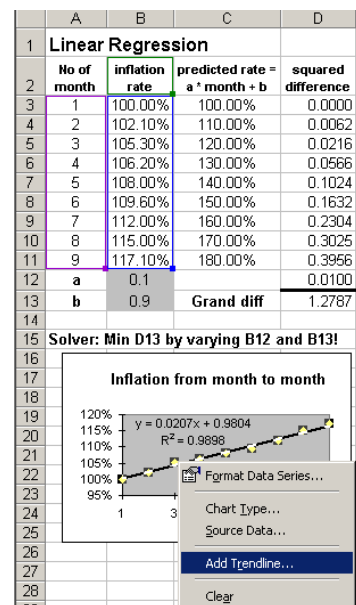 A B C D
1 Linear Regression
No of inflation predicted rate = squared
2 month rate a * month + b difference
3 1 100.00% 100.00% 0.0000
4 2 102.10% 110.00% 0.0062
5 3 105.30% 120.00% 0.0216
6 4 106.20% 130.00% 0.0566
7 5 108.00% 140.00% 0.1024
8 6 109.60% 150.00% 0.1632
9 7 112.00% 160.00% 0.2304
10 8 115.00% 170.00% 0.3025
11 9 117.10% 180.00% 0.3956
12 a 0.1 0.0100
13 b 0.9 Grand diff 1.2787
14
15 Solver: Min D13 by varying B12 and B13!
16
17 Inflation from month to month
18
19 120% y = 0.0207x + 0.9804
20 115%
110% R² = 0.9898
21
22 105% Format Data Series...
100%
23 95%
24 1 3 Chart Type...
25 Source Data...
26
27 Add Trendline...
28 Clear